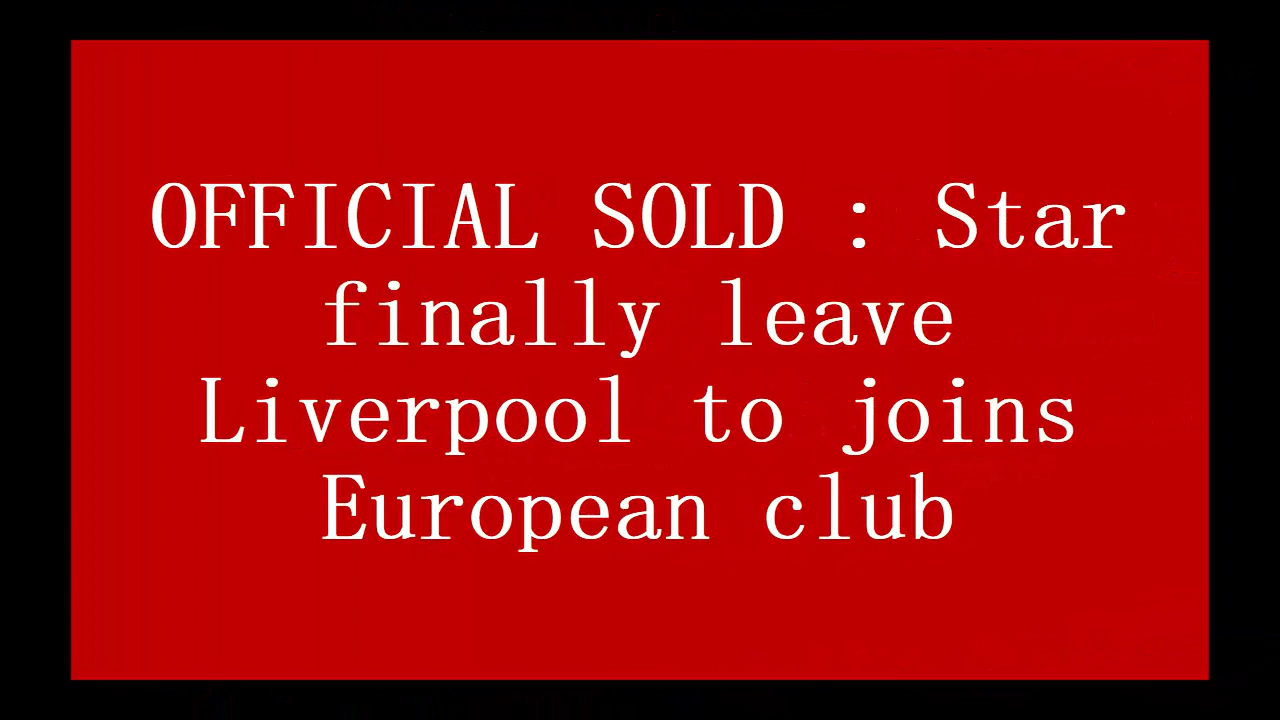 OFFICIAL SOLD : Star
finally leave
Liverpool to joins
European club